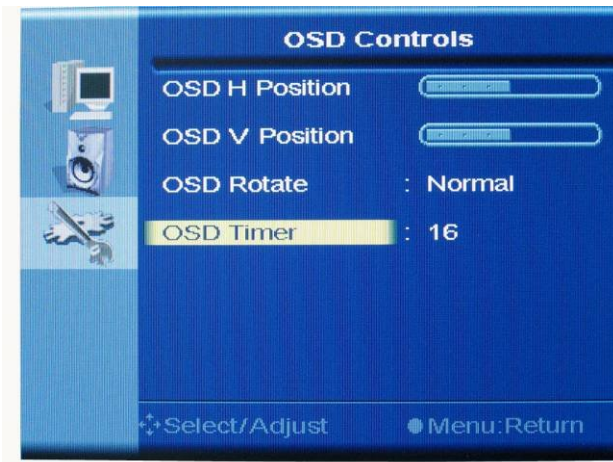 OSD Controls
OSD H Position
OSD V Position
OSD Rotate : Normal
OSD Timer : 16
Select/Adjust Menu:Return